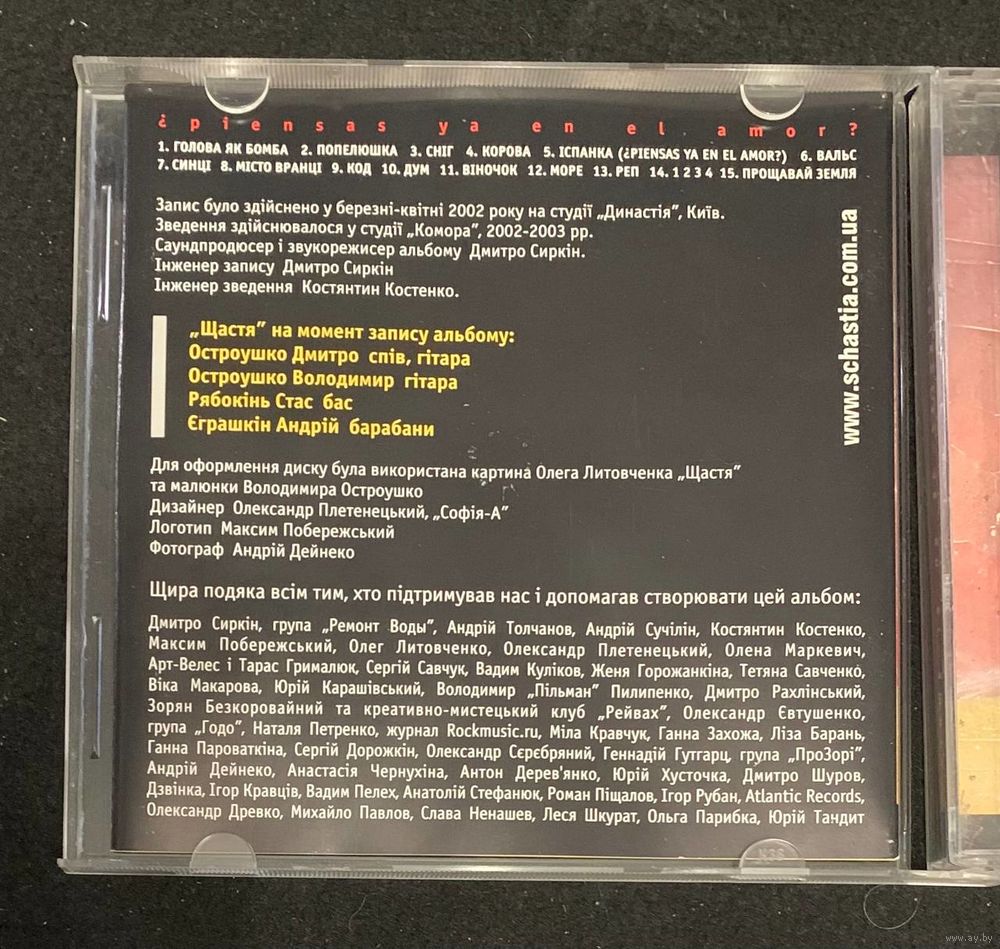 ¿piensas ya en el amor?
1. ГОЛОВА ЯК БОМБА 2. ПОПЕЛЮШКА 3. СНІГ 4. КОРОВА 5. ІСПАНКА (¿PIENSAS YA EN EL AMOR?) 6. ВАЛЬС
7. СИНЦІ 8. МІСТО ВРАНЦІ 9. КОД 10. ДУМ 11. ВІНОЧОК 12. МОРЕ 13. РЕП 14. 1 2 3 4 15. ПРОЩАВАЙ ЗЕМЛЯ
Запис було здійснено у березні-квітні 2002 року на студії „Династія”, Київ.
Зведення здійснювалося у студії „Комора”, 2002-2003 рр.
Саундпродюсер і звукорежисер альбому Дмитро Сиркін.
Інженер запису Дмитро Сиркін
Інженер зведення Костянтин Костенко.
„Щастя” на момент запису альбому:
Остроушко Дмитро спів, гітара
Остроушко Володимир гітара
Рябокінь Стас бас
Єграшкін Андрій барабани
www.schastia.com.ua
Для оформлення диску була використана картина Олега Литовченка „Щастя”
та малюнки Володимира Остроушко
Дизайнер Олександр Плетенецький, „Софія-А”
Логотип Максим Побережський
Фотограф Андрій Дейнеко
Щира подяка всім тим, хто підтримував нас і допомагав створювати цей альбом:
Дмитро Сиркін, група „Ремонт Воды”, Андрій Толчанов, Андрій Сучілін, Костянтин Костенко,
Максим Побережський, Олег Литовченко, Олександр Плетенецький, Олена Маркевич,
Арт-Велес і Тарас Грималюк, Сергій Савчук, Вадим Куліков, Женя Горожанкіна, Тетяна Савченко,
Віка Макарова, Юрій Карашівський, Володимир „Пільман” Пилипенко, Дмитро Рахлінський,
Зорян Безкоровайний та креативно-мистецький клуб „Рейвах”, Олександр Євтушенко,
група „Годо”, Наталя Петренко, журнал Rockmusic.ru, Міла Кравчук, Ганна Захожа, Ліза Барань,
Ганна Пароваткіна, Сергій Дорожкін, Олександр Сєрєбряний, Геннадій Гутгарц, група „ПроЗорі”,
Андрій Дейнеко, Анастасія Чернухіна, Антон Дерев'янко, Юрій Хусточка, Дмитро Шуров,
Дзвінка, Ігор Кравців, Вадим Пелех, Анатолій Стефанюк, Роман Піщалов, Ігор Рубан, Atlantic Records,
Олександр Древко, Михайло Павлов, Слава Ненашев, Леся Шкурат, Ольга Парибка, Юрій Тандит
www.ay.by